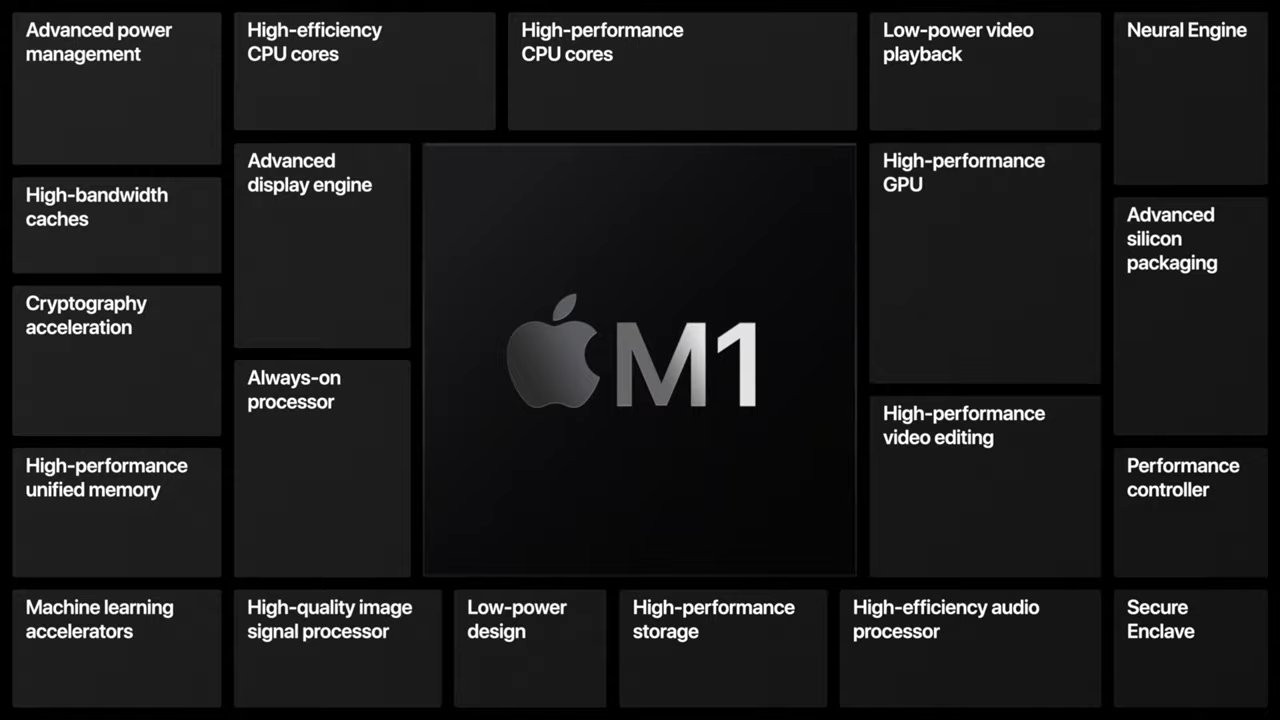 Advanced power
management
High-efficiency
CPU cores
High-performance
CPU cores
Low-power video
playback
Neural Engine
High-bandwidth
caches
Advanced
display engine
High-performance
GPU
Advanced
silicon
packaging
Cryptography
acceleration
M1
Always-on
processor
High-performance
video editing
High-performance
unified memory
Performance
controller
Machine learning
accelerators
High-quality image
signal processor
Low-power
design
High-performance
storage
High-efficiency audio
processor
Secure
Enclave